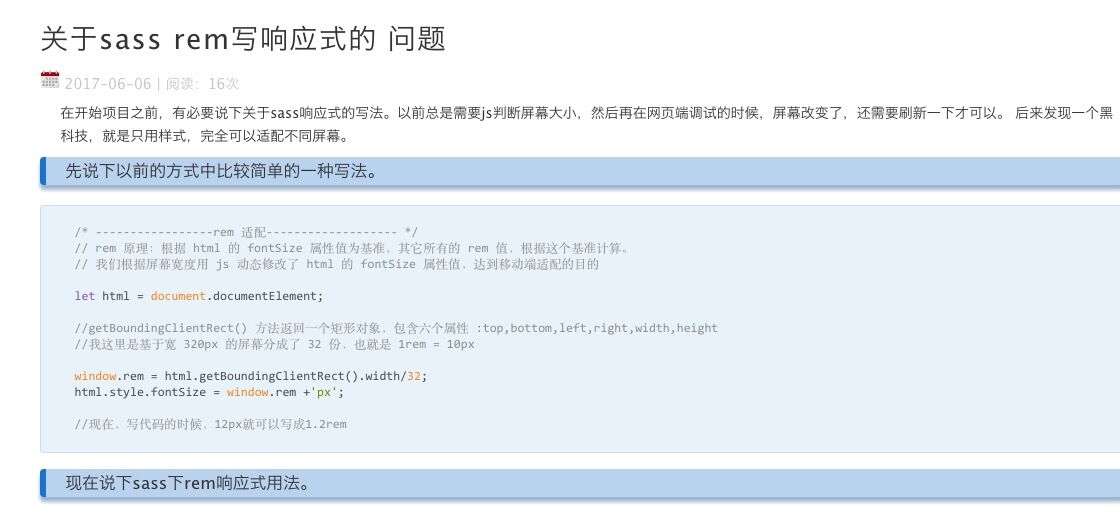 关于sass rem写响应式的 问题
2017-06-06 | 阅读：16次
在开始项目之前，有必要说下关于sass响应式的写法。以前总是需要js判断屏幕大小，然后再在网页端调试的时候，屏幕改变了，还需要刷新一下才可以。 后来发现一个黑
科技，就是只用样式，完全可以适配不同屏幕。
先说下以前的方式中比较简单的一种写法。
/* -----------------rem 适配------------------- */
// rem 原理：根据 html 的 fontSize 属性值为基准，其它所有的 rem 值，根据这个基准计算。
// 我们根据屏幕宽度用 js 动态修改了 html 的 fontSize 属性值，达到移动端适配的目的
let html = document.documentElement;
//getBoundingClientRect() 方法返回一个矩形对象，包含六个属性 :top,bottom,left,right,width,height
//我这里是基于宽 320px 的屏幕分成了 32 份，也就是 1rem = 10px
window.rem = html.getBoundingClientRect().width/32;
html.style.fontSize = window.rem +'px';
//现在，写代码的时候，12px就可以写成1.2rem
现在说下sass下rem响应式用法。